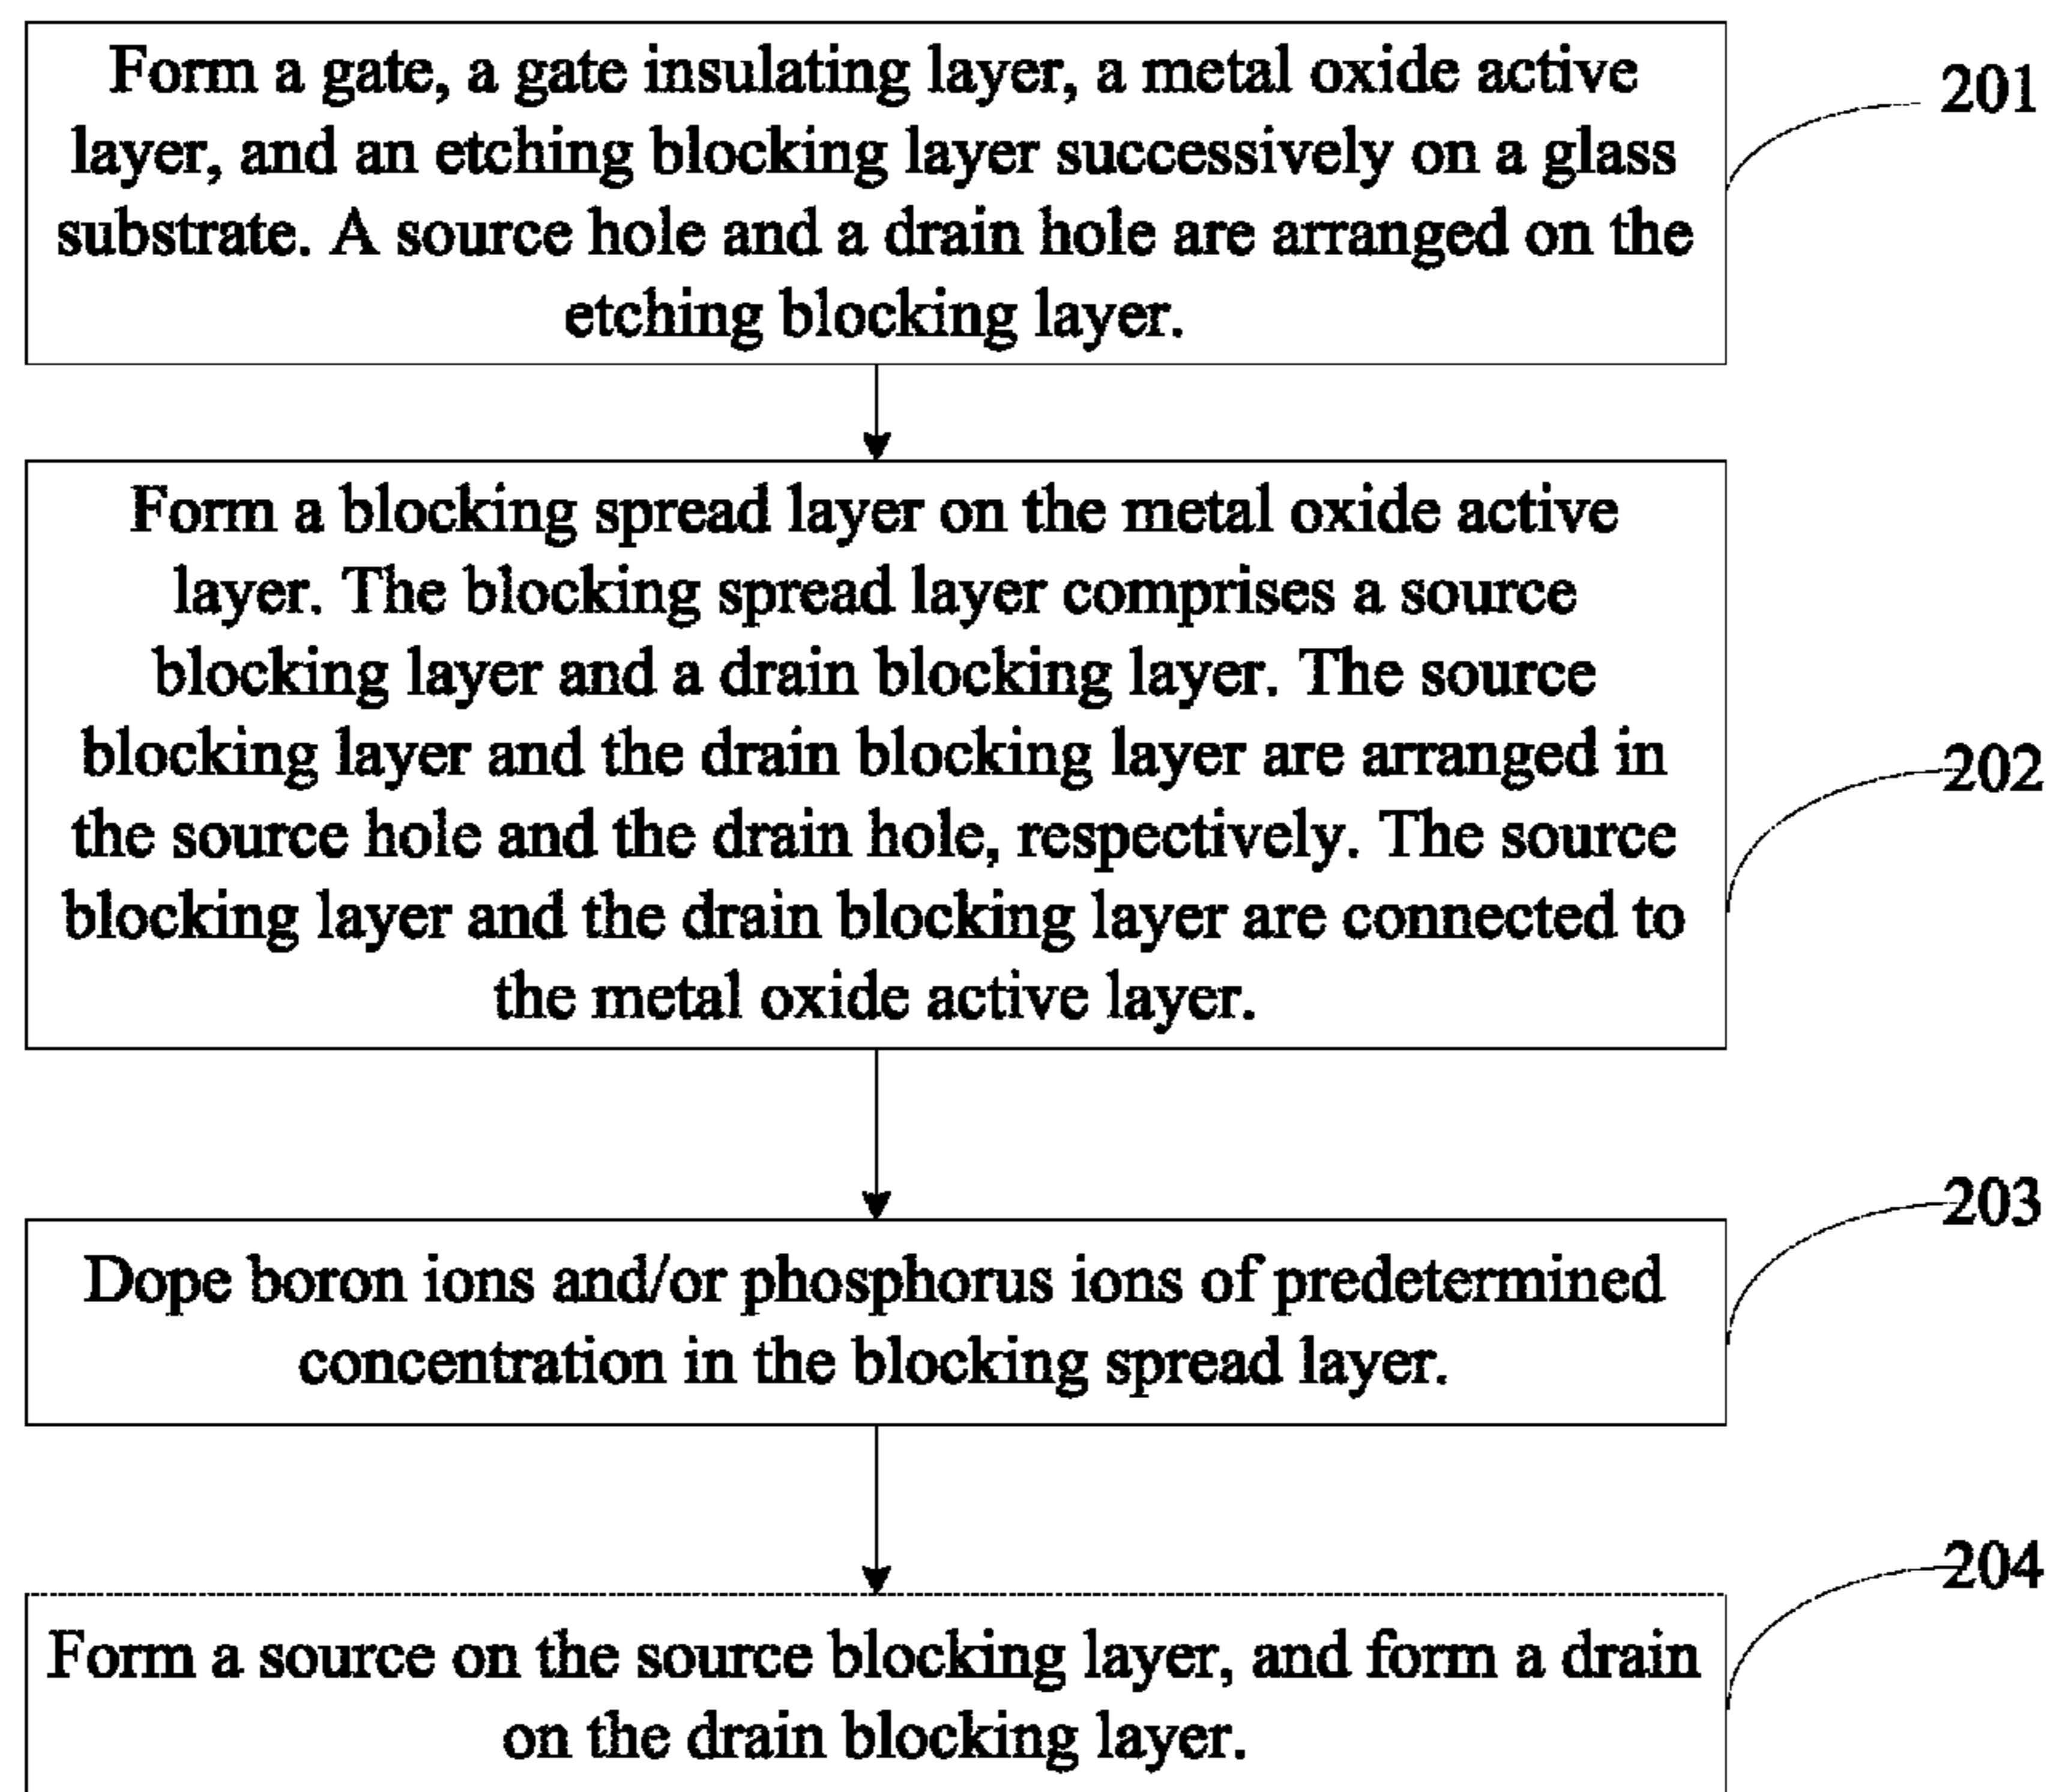 Form a gate, a gate insulating layer, a metal oxide active
layer, and an etching blocking layer successively on a glass
substrate. A source hole and a drain hole are arranged on the
etching blocking layer.
201
Form a blocking spread layer on the metal oxide active
layer. The blocking spread layer comprises a source
blocking layer and a drain blocking layer. The source
blocking layer and the drain blocking layer are arranged in
the source hole and the drain hole, respectively. The source
blocking layer and the drain blocking layer are connected to
the metal oxide active layer.
202
Dope boron ions and/or phosphorus ions of predetermined
concentration in the blocking spread layer.
203
Form a source on the source blocking layer, and form a drain
on the drain blocking layer.
204